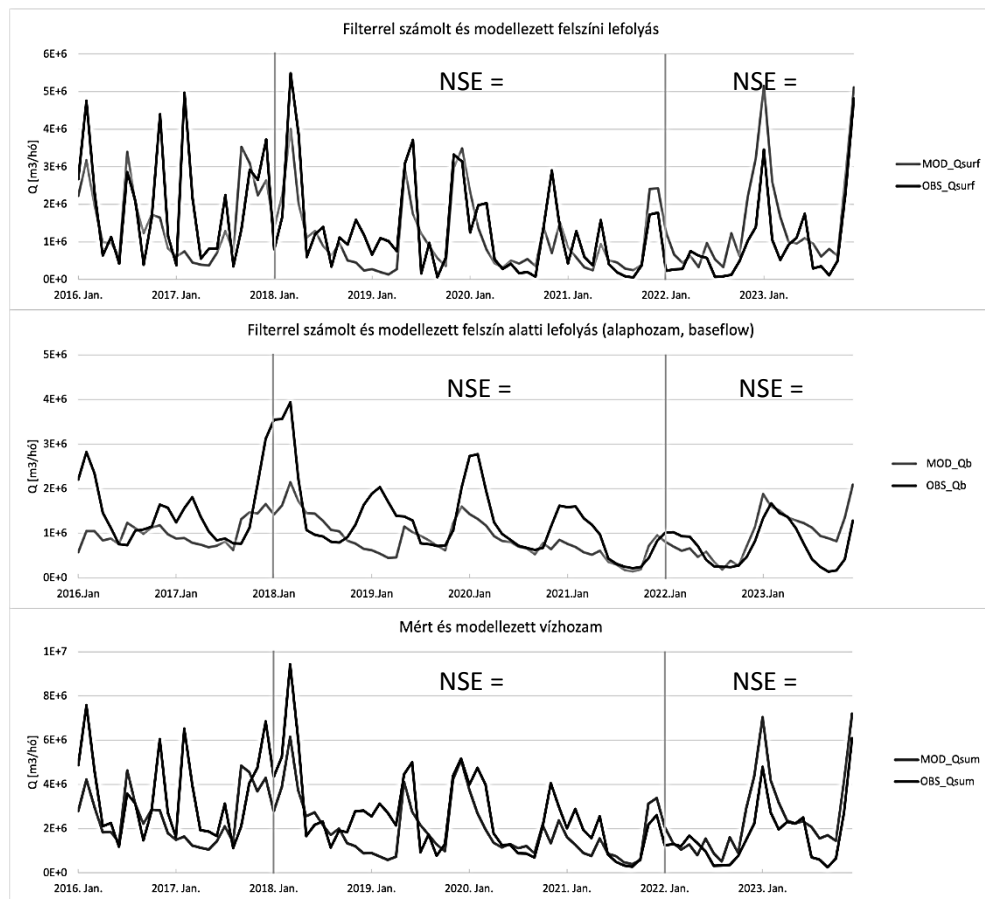 Filterrel számolt és modellezett felszíni lefolyás
6E+6
5E+6
4E+6
3E+6
2E+6
1E+6
0E+0
Q [m3/hó]
NSE =
NSE =
MOD_Qsurf
OBS_Qsurf
2016.Jan.
2017.Jan.
2018.Jan.
2019.Jan.
2020.Jan.
2021.Jan.
2022.Jan.
2023.Jan.
Filterrel számolt és modellezett felszín alatti lefolyás (alaphozam, baseflow)
5E+6
4E+6
3E+6
2E+6
1E+6
0E+0
Q [m3/hó]
NSE =
NSE =
MOD_Qb
OBS_Qb
2016.Jan
2017.Jan
2018.Jan
2019.Jan
2020.Jan
2021.Jan
2022.Jan
2023.Jan
Mért és modellezett vízhozam
1E+7
8E+6
6E+6
4E+6
2E+6
0E+0
Q [m3/hó]
NSE =
NSE =
MOD_Qsum
OBS_Qsum
2016.Jan.
2017.Jan.
2018.Jan.
2019.Jan.
2020.Jan.
2021.Jan.
2022.Jan.
2023.Jan.